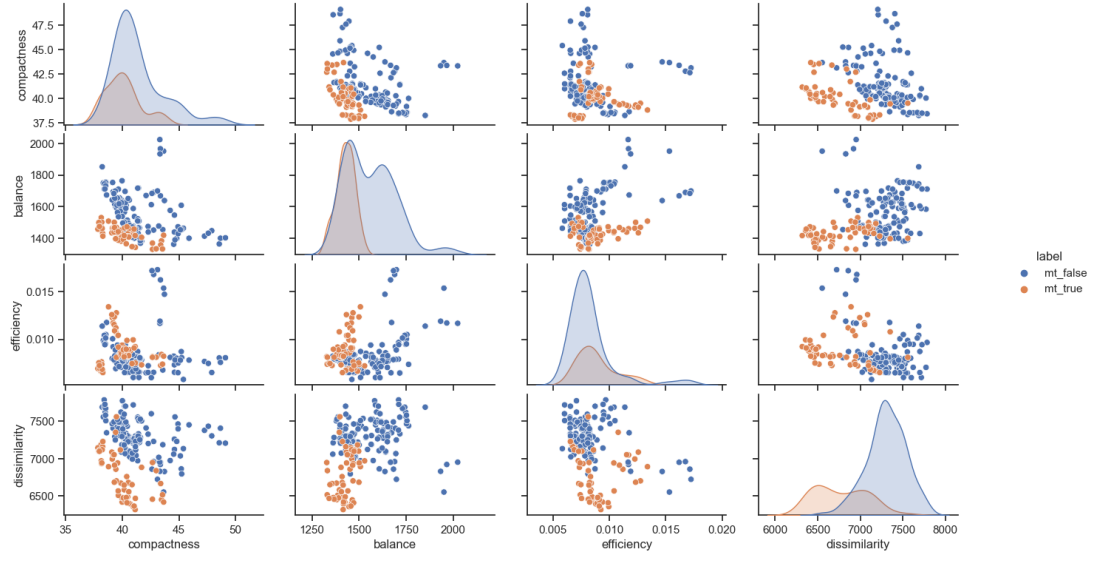 compactness
47.5
45.0
42.5
40.0
37.5
balance
2000
1800
1600
1400
efficiency
0.015
0.010
dissimilarity
7500
7000
6500
35 40 45 50
compactness
1250 1500 1750 2000
balance
0.005 0.010 0.015 0.020
efficiency
6000 6500 7000 7500 8000
dissimilarity
label
mt_false
mt_true